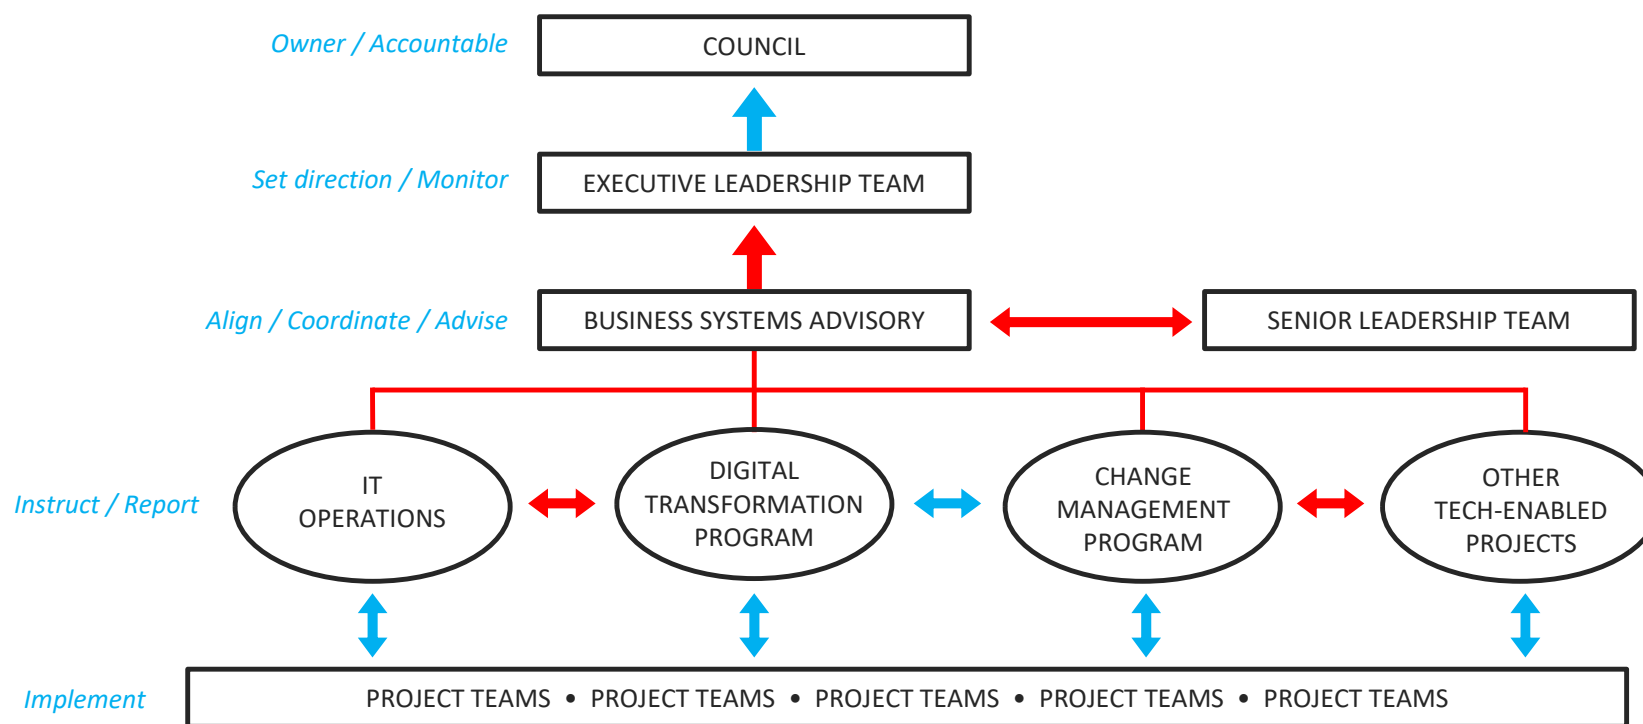 Owner / Accountable
COUNCIL
Set direction / Monitor
EXECUTIVE LEADERSHIP TEAM
Align / Coordinate / Advise
BUSINESS SYSTEMS ADVISORY
SENIOR LEADERSHIP TEAM
Instruct / Report
IT
OPERATIONS
DIGITAL
TRANSFORMATION
PROGRAM
CHANGE
MANAGEMENT
PROGRAM
OTHER
TECH-ENABLED
PROJECTS
Implement
PROJECT TEAMS • PROJECT TEAMS • PROJECT TEAMS • PROJECT TEAMS • PROJECT TEAMS